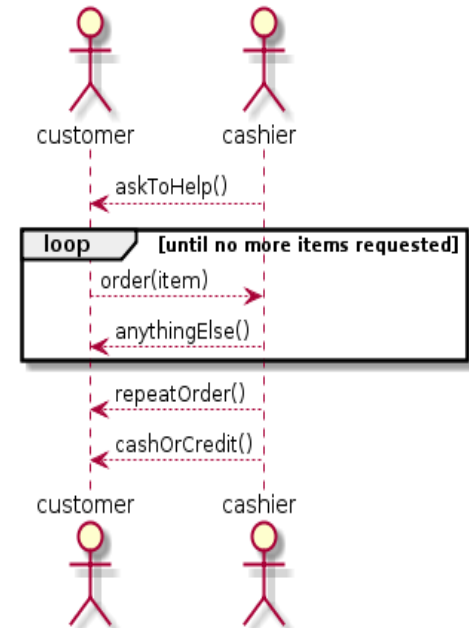 customer cashier
askToHelp()
loop [until no more items requested]
order(item)
anythingElse()
repeatOrder()
cashOrCredit()
customer cashier